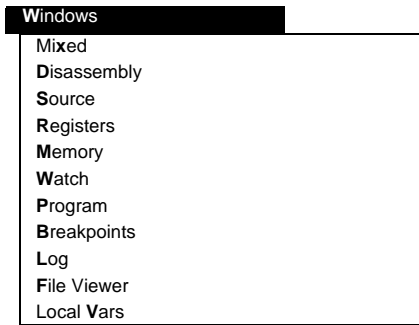 Windows
Mixed
Disassembly
Source
Registers
Memory
Watch
Program
Breakpoints
Log
File Viewer
Local Vars